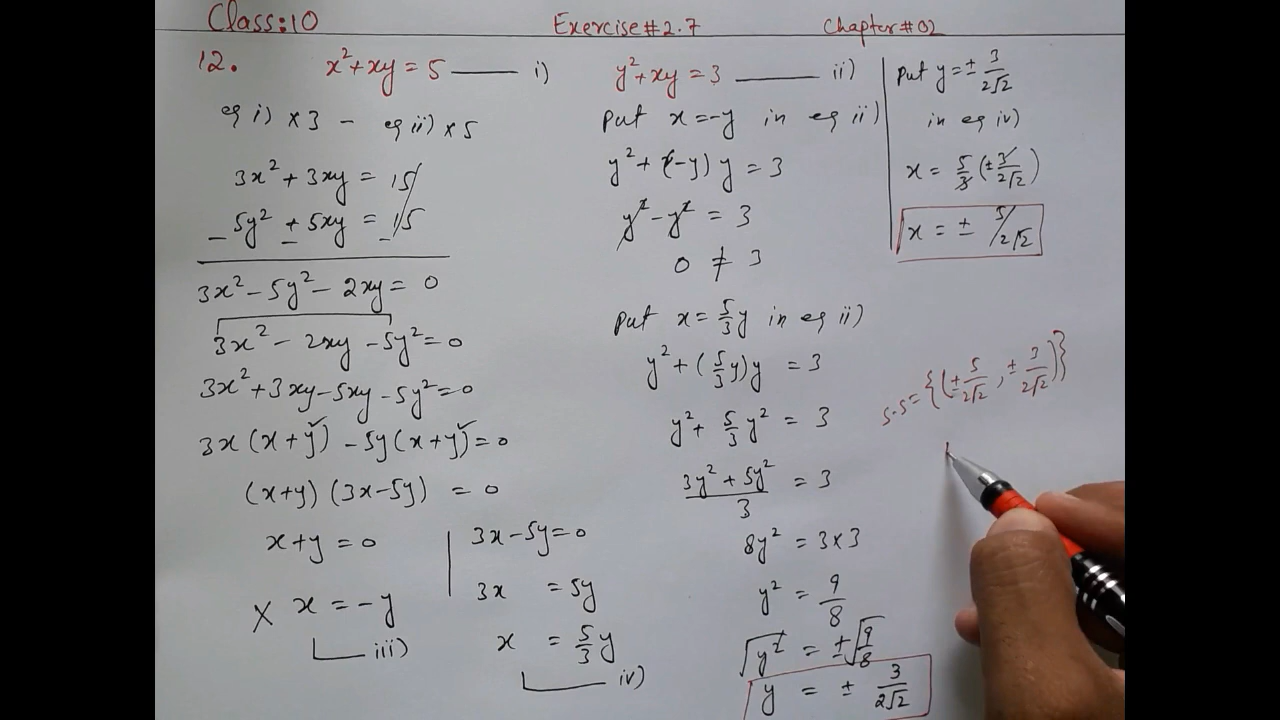 Class:10 Exercise#2.7 Chapter#02
12. x²+xy = 5 —— i) y²+xy = 3 —— ii)
eq i) ×3 - eq ii) ×5
3x²+3xy = 15
_5y² ± 5xy = _15
3x²-5y²-2xy = 0
3x²-2xy-5y²=0
3x²+3xy-5xy-5y²=0
3x(x+y)-5y(x+y)=0
(x+y)(3x-5y) = 0
x+y=0
× x=-y
iii)
3x-5y=0
3x =5y
x = 5/3 y
iv)
Put x=-y in eq ii)
y²+(-y)y=3
y²-y² = 3
0 ≠ 3
Put x=5/3 y in eq ii)
y²+(5/3 y)y =3
y²+ 5/3 y² = 3
3y²+5y²/3 = 3
8y² = 3×3
y² = 9/8
√y² = ±√9/8
y = ± 3/2√2
Put y=± 3/2√2
in eq iv)
x = 5/3 (± 3/2√2)
x = ± 5/2√2
S.S={(± 5/2√2 , ± 3/2√2)}